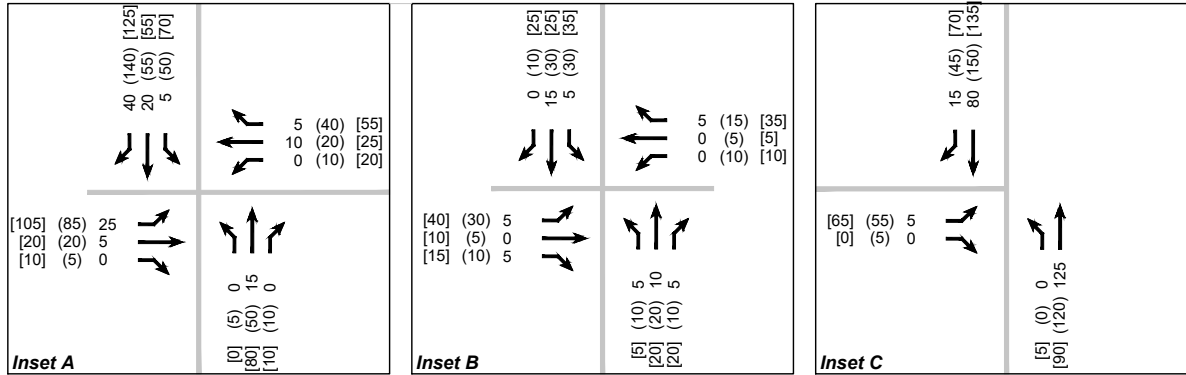 40 (140) [125]
20 (55) [55]
5 (50) [70]
5 (40) [55]
10 (20) [25]
0 (10) [20]
[105] (85) 25
[20] (20) 5
[10] (5) 0
[0] (5) 0
[80] (50) 15
[10] (10) 0
Inset A
0 (10) [25]
15 (30) [25]
5 (30) [35]
5 (15) [35]
0 (5) [5]
0 (10) [10]
[40] (30) 5
[10] (5) 0
[15] (10) 5
[5] (10) 5
[20] (20) 10
[20] (10) 5
Inset B
15 (45) [70]
80 (150) [135]
[65] (55) 5
[0] (5) 0
[5] (0) 0
[90] (120) 125
Inset C